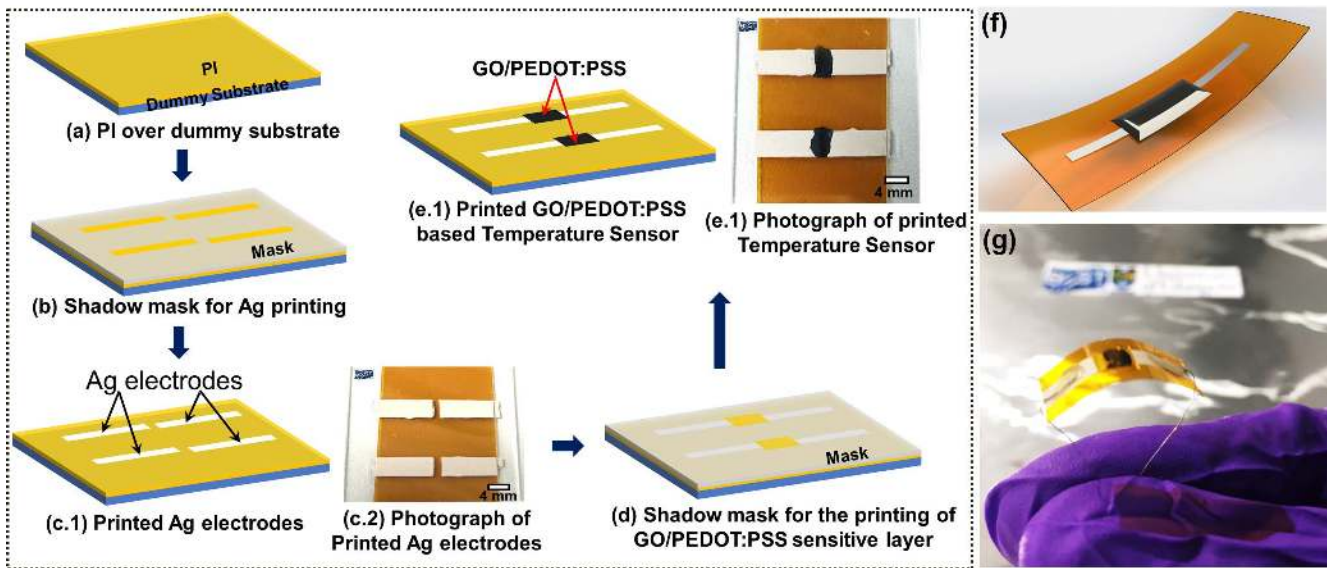 PI
Dummy Substrate
(a) PI over dummy substrate
Mask
(b) Shadow mask for Ag printing
Ag electrodes
(c.1) Printed Ag electrodes
4 mm
(c.2) Photograph of
Printed Ag electrodes
Mask
(d) Shadow mask for the printing of
GO/PEDOT:PSS sensitive layer
GO/PEDOT:PSS
(e.1) Printed GO/PEDOT:PSS
based Temperature Sensor
4 mm
(e.1) Photograph of printed
Temperature Sensor
(f)
(g)